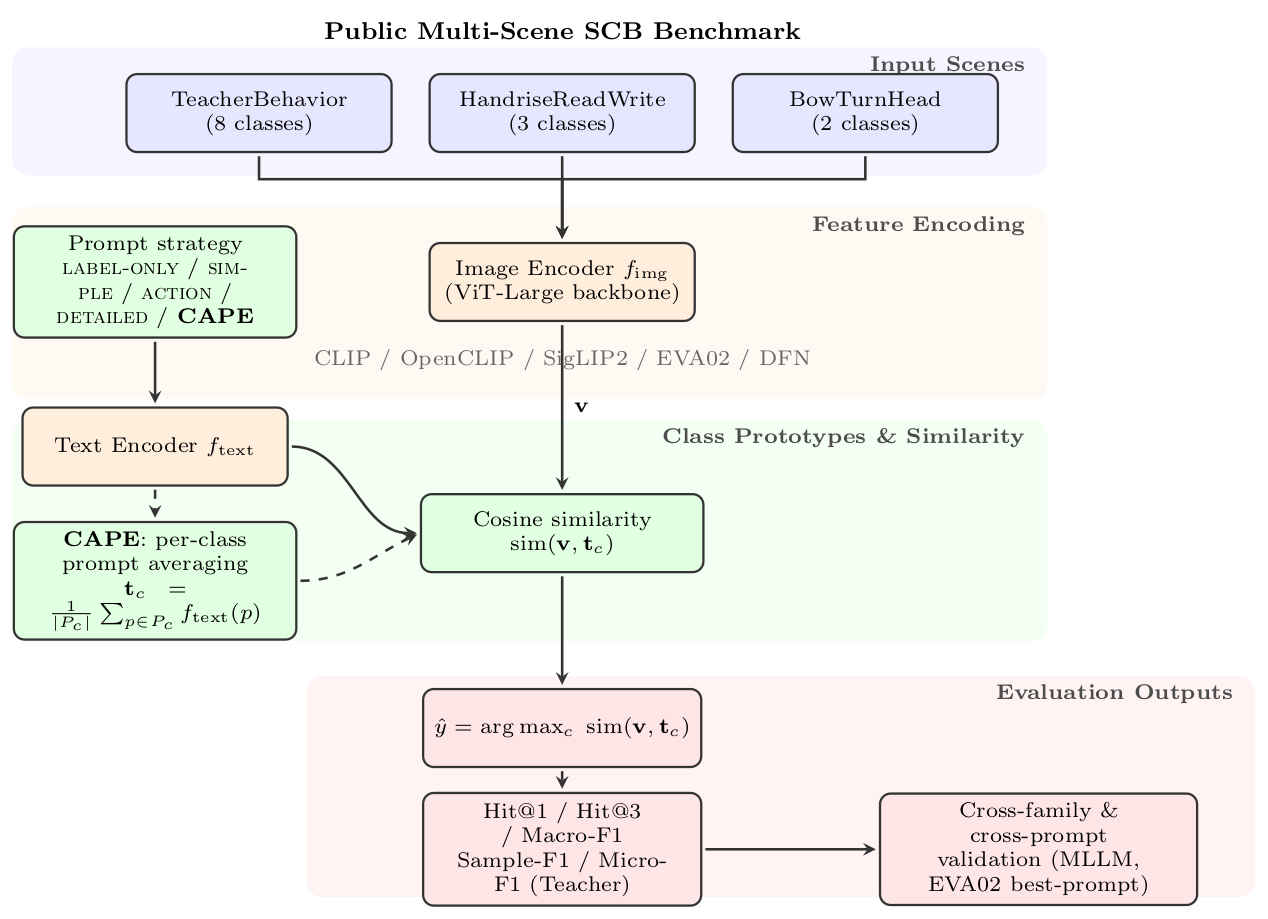 Public Multi-Scene SCB Benchmark
Input Scenes
TeacherBehavior
(8 classes)
HandriseReadWrite
(3 classes)
BowTurnHead
(2 classes)
Feature Encoding
Prompt strategy
LABEL-ONLY / SIM-
PLE / ACTION /
DETAILED / CAPE
Image Encoder f_img
(ViT-Large backbone)
CLIP / OpenCLIP / SigLIP2 / EVA02 / DFN
v
Class Prototypes & Similarity
Text Encoder f_text
Cosine similarity
sim(v, t_c)
CAPE: per-class
prompt averaging
t_c =
1/|P_c| ∑_{p∈P_c} f_text(p)
Evaluation Outputs
ŷ = arg max_c sim(v, t_c)
Hit@1 / Hit@3
/ Macro-F1
Sample-F1 / Micro-
F1 (Teacher)
Cross-family &
cross-prompt
validation (MLLM,
EVA02 best-prompt)